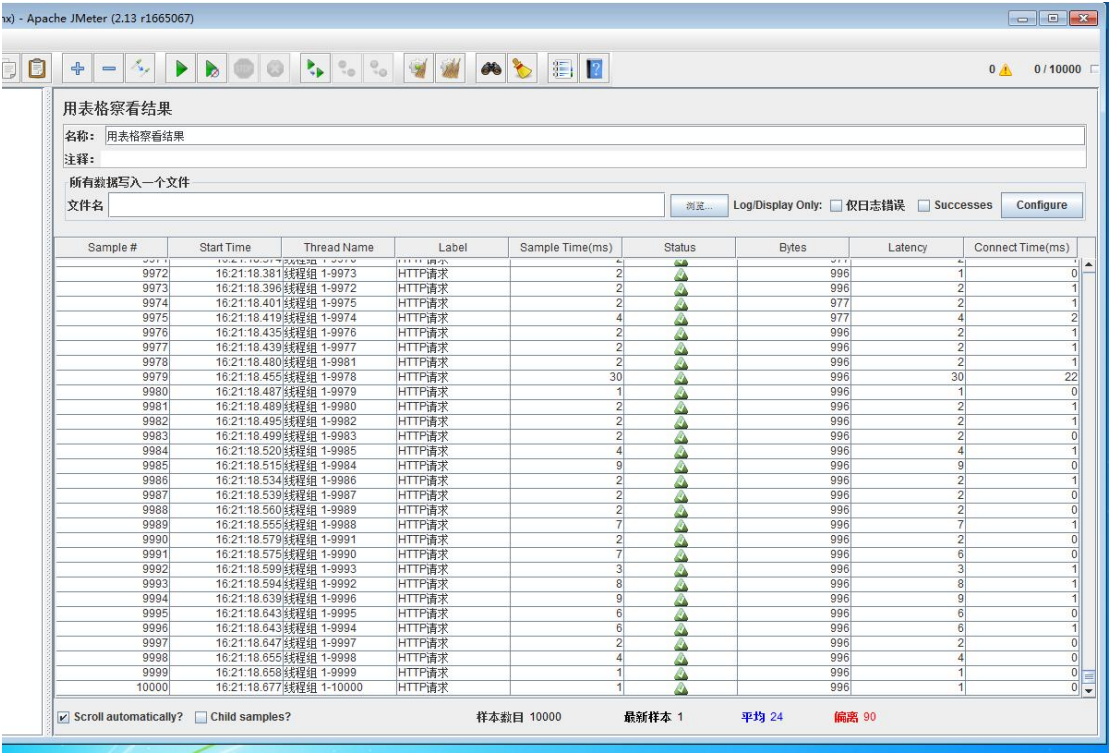 nx) - Apache JMeter (2.13 r1665067)
0 0 / 10000
用表格察看结果
名称: 用表格察看结果
注释:
所有数据写入一个文件
文件名 浏览... Log/Display Only: 仅日志错误 Successes Configure
Sample # Start Time Thread Name Label Sample Time(ms) Status Bytes Latency Connect Time(ms)
9972 16:21:18.381 线程组 1-9973 HTTP请求 2 996 1 0
9973 16:21:18.396 线程组 1-9972 HTTP请求 2 996 2 1
9974 16:21:18.401 线程组 1-9975 HTTP请求 2 977 2 1
9975 16:21:18.419 线程组 1-9974 HTTP请求 4 977 4 2
9976 16:21:18.435 线程组 1-9976 HTTP请求 2 996 2 1
9977 16:21:18.439 线程组 1-9977 HTTP请求 2 996 2 1
9978 16:21:18.480 线程组 1-9981 HTTP请求 2 996 2 1
9979 16:21:18.455 线程组 1-9978 HTTP请求 30 996 30 22
9980 16:21:18.487 线程组 1-9979 HTTP请求 1 996 1 0
9981 16:21:18.489 线程组 1-9980 HTTP请求 2 996 2 1
9982 16:21:18.495 线程组 1-9982 HTTP请求 2 996 2 1
9983 16:21:18.499 线程组 1-9983 HTTP请求 2 996 2 0
9984 16:21:18.520 线程组 1-9985 HTTP请求 4 996 4 1
9985 16:21:18.515 线程组 1-9984 HTTP请求 9 996 9 0
9986 16:21:18.534 线程组 1-9986 HTTP请求 2 996 2 1
9987 16:21:18.539 线程组 1-9987 HTTP请求 2 996 2 0
9988 16:21:18.560 线程组 1-9989 HTTP请求 2 996 2 0
9989 16:21:18.555 线程组 1-9988 HTTP请求 7 996 7 1
9990 16:21:18.579 线程组 1-9991 HTTP请求 2 996 2 0
9991 16:21:18.575 线程组 1-9990 HTTP请求 7 996 6 0
9992 16:21:18.599 线程组 1-9993 HTTP请求 3 996 3 1
9993 16:21:18.594 线程组 1-9992 HTTP请求 8 996 8 1
9994 16:21:18.639 线程组 1-9996 HTTP请求 9 996 9 1
9995 16:21:18.643 线程组 1-9995 HTTP请求 6 996 6 0
9996 16:21:18.643 线程组 1-9994 HTTP请求 6 996 6 1
9997 16:21:18.647 线程组 1-9997 HTTP请求 2 996 2 0
9998 16:21:18.655 线程组 1-9998 HTTP请求 4 996 4 0
9999 16:21:18.658 线程组 1-9999 HTTP请求 1 996 1 0
10000 16:21:18.677 线程组 1-10000 HTTP请求 1 996 1 0
Scroll automatically? Child samples? 样本数目 10000 最新样本 1 平均 24 偏离 90